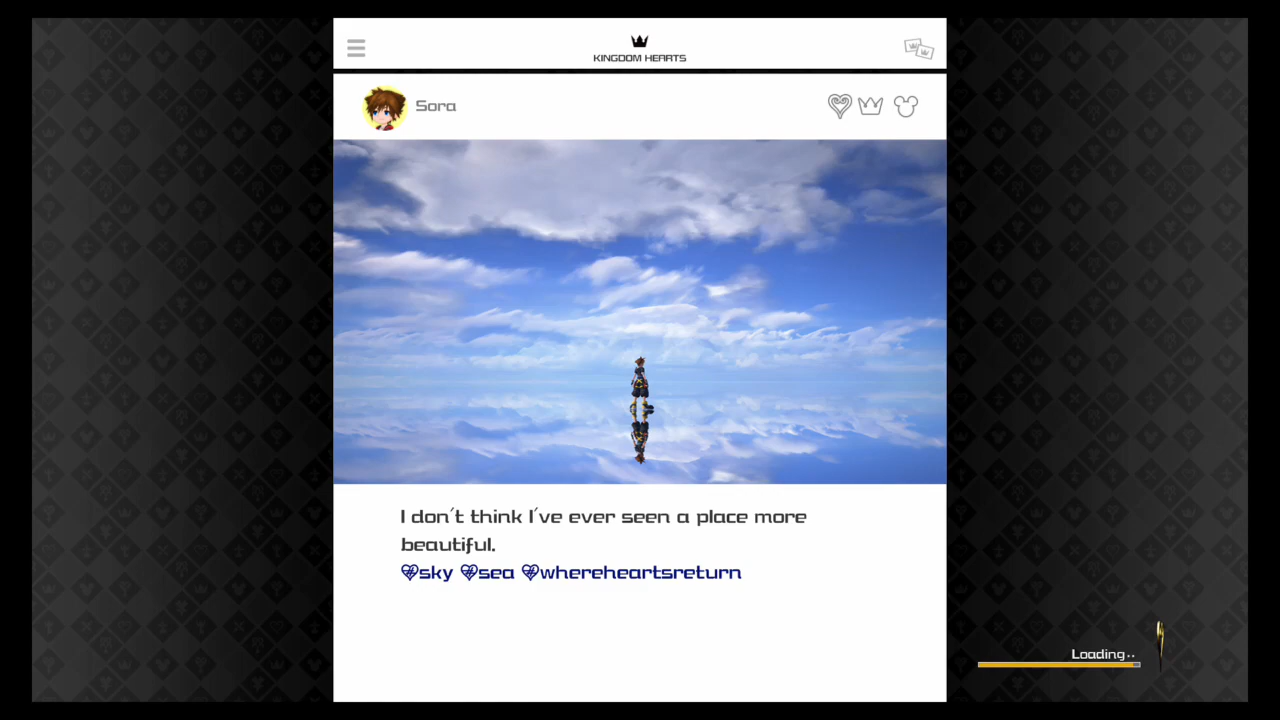 KINGDOM HEARTS
Sora
I don't think I've ever seen a place more
beautiful.
#sky #sea #whereheartsreturn
Loading..